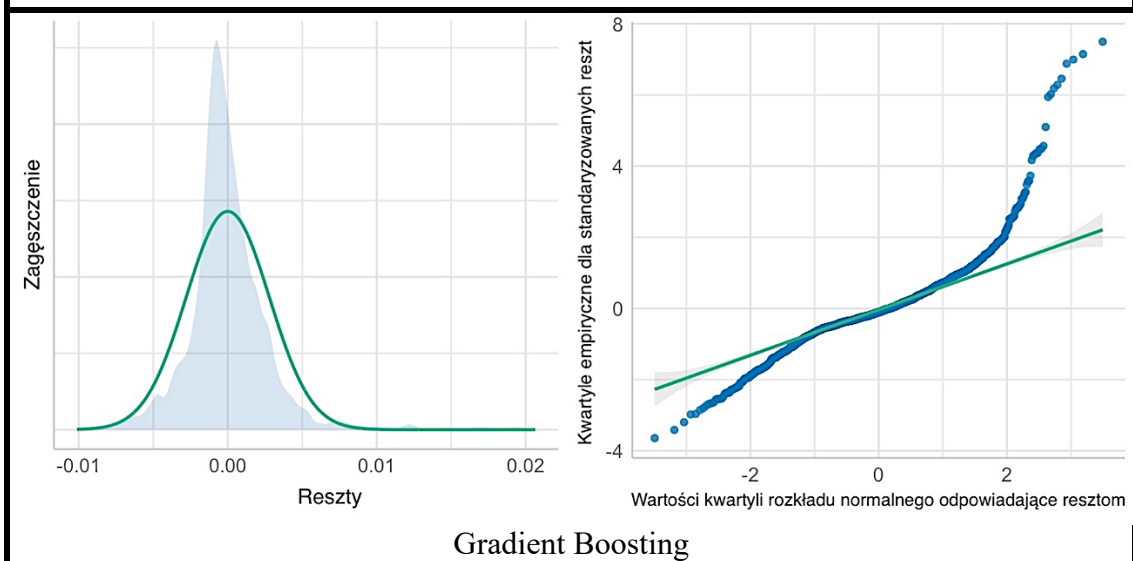 Zagęszczenie
-0.01
0.00
0.01
0.02
Reszty
Kwartyle empiryczne dla standaryzowanych reszt
8
4
0
-4
-2
0
2
Wartości kwartyli rozkładu normalnego odpowiadające resztom
Gradient Boosting